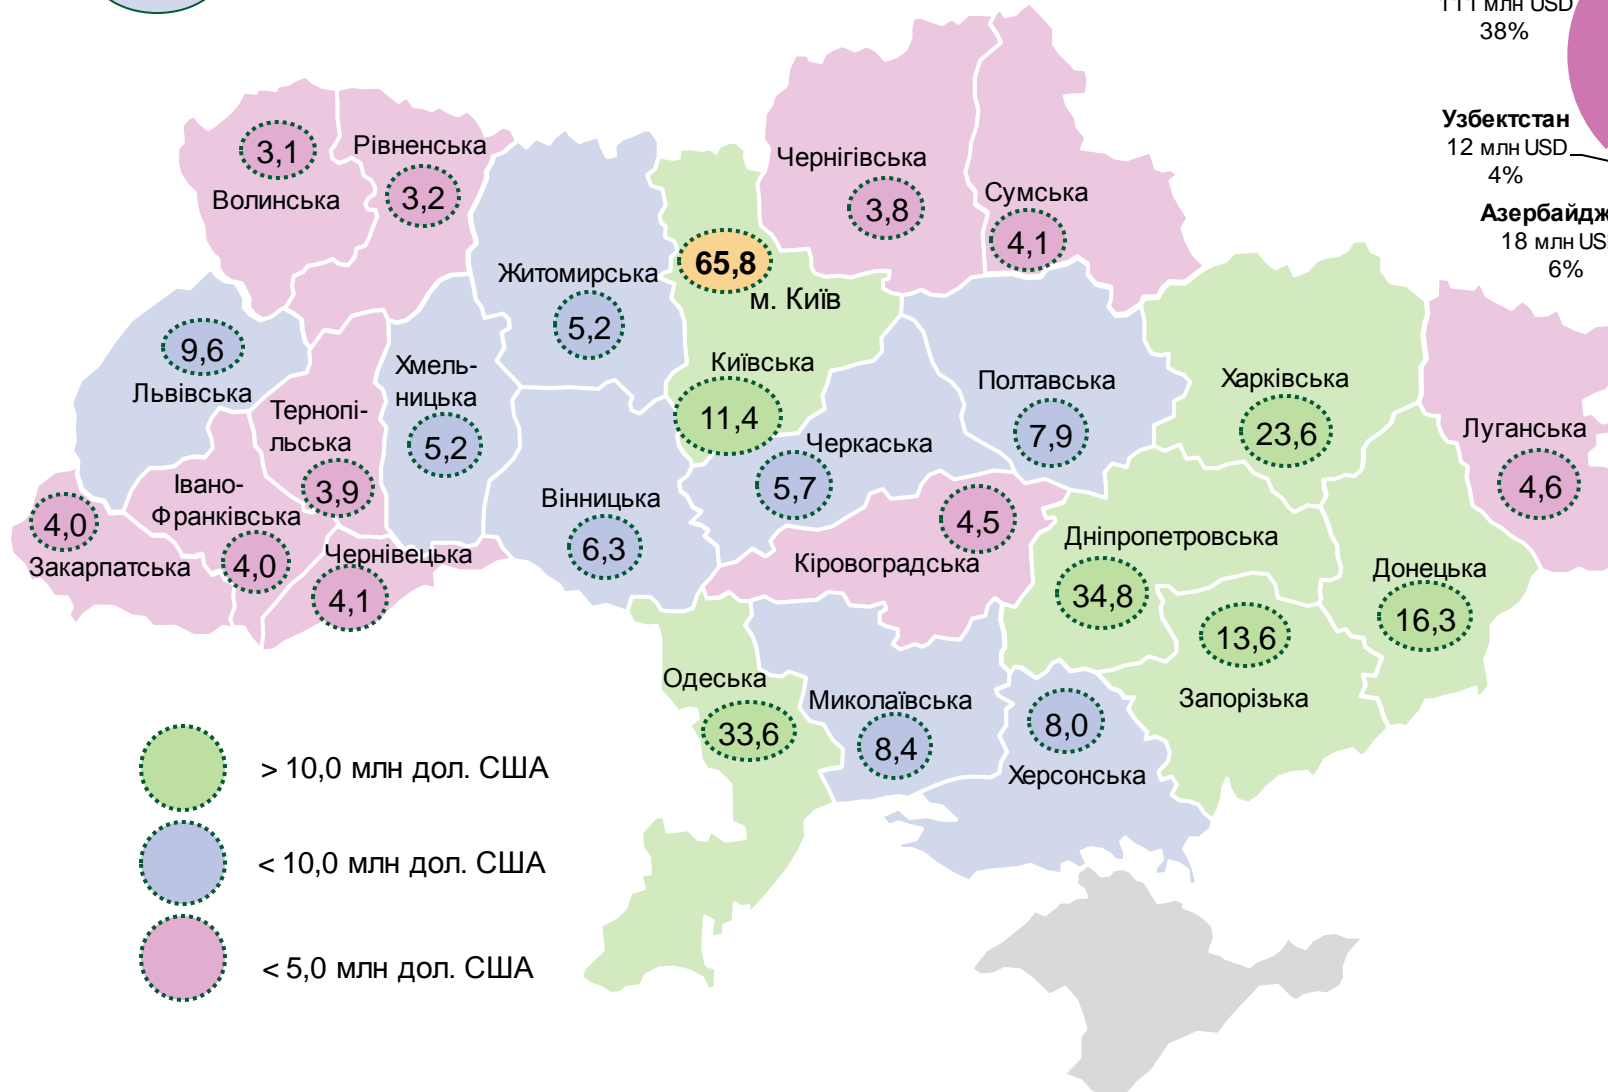 111 млн USD
38%
Узбектстан
12 млн USD
4%
18 млн
6%
3,1
Волинська
Рівненська
3,2
Житомирська
5,2
65,8
м. Київ
Київська
11,4
Чернігівська
3,8
Сумська
4,1
9,6
Львівська
Тернопі-
льська
3,9
Хмель-
ницька
5,2
Вінницька
6,3
Черкаська
5,7
Полтавська
7,9
Харківська
23,6
Луганська
4,6
4,0
Закарпатська
Івано-
Франківська
4,0
Чернівецька
4,1
4,5
Кіровоградська
Дніпропетровська
34,8
Донецька
16,3
13,6
Запорізька
Одеська
33,6
Миколаївська
8,4
8,0
Херсонська
> 10,0 млн дол. США
< 10,0 млн дол. США
< 5,0 млн дол. США